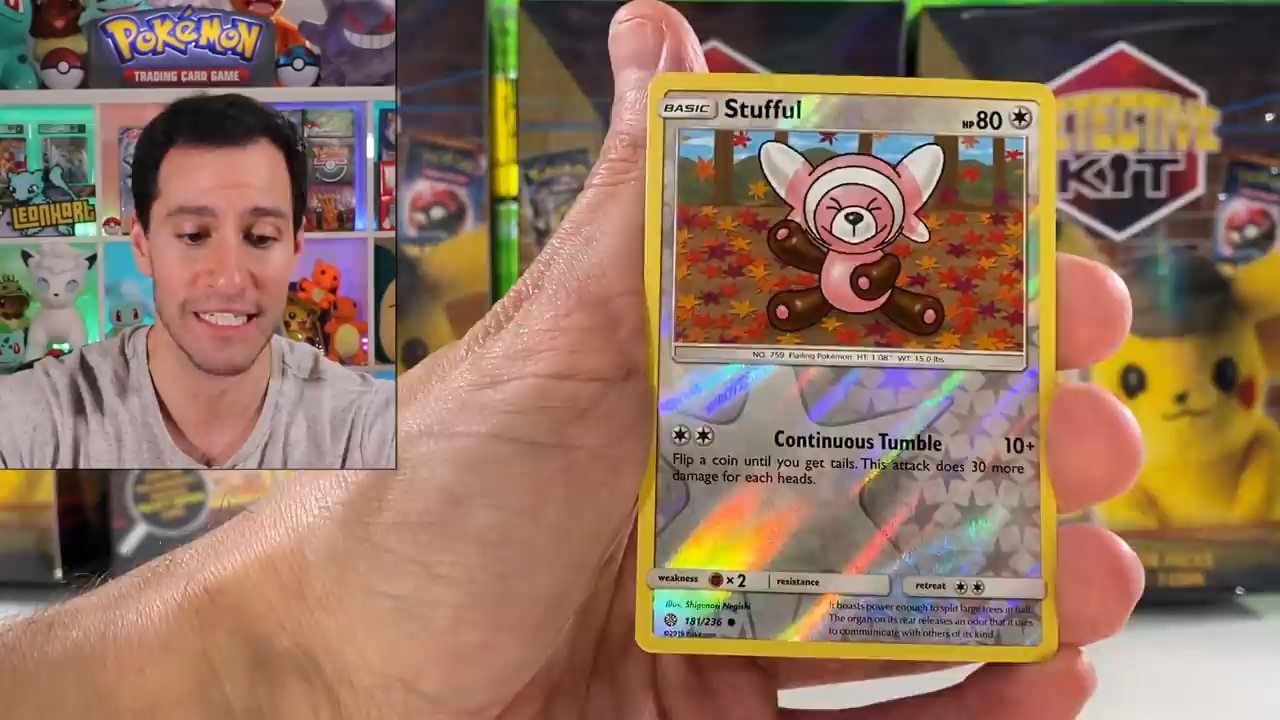 POKÉMON
TRADING CARD GAME
LEONHART
BASIC Stufful HP 80
NO. 759 Flailing Pokémon HT: 1'08" WT: 15.0 lbs
Continuous Tumble 10+
Flip a coin until you get tails. This attack does 30 more
damage for each heads.
weakness ×2 resistance retreat
illus. Shigenori Negishi
181/236
©2019
It boasts power enough to split large trees in half.
The organ on its rear releases an odor that it uses
to communicate with others of its kind.
KIT